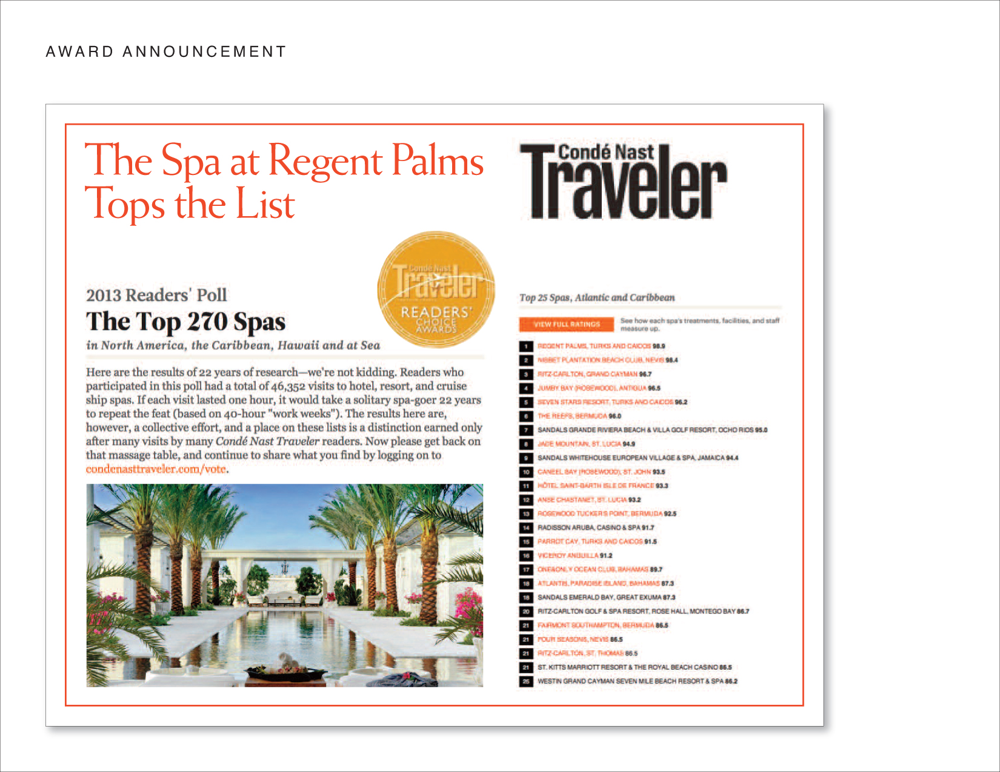 AWARD ANNOUNCEMENT
The Spa at Regent Palms
Tops the List
Condé Nast
Traveler
Condé Nast
Traveler
READERS'
CHOICE
AWARDS
2013 Readers' Poll
The Top 270 Spas
in North America, the Caribbean, Hawaii and at Sea
Here are the results of 22 years of research—we're not kidding. Readers who
participated in this poll had a total of 46,352 visits to hotel, resort, and cruise
ship spas. If each visit lasted one hour, it would take a solitary spa-goer 22 years
to repeat the feat (based on 40-hour "work weeks"). The results here are,
however, a collective effort, and a place on these lists is a distinction earned only
after many visits by many Condé Nast Traveler readers. Now please get back on
that massage table, and continue to share what you find by logging on to
condenasttraveler.com/vote.
Top 25 Spas, Atlantic and Caribbean
VIEW FULL RATINGS
See how each spa's treatments, facilities, and staff
measure up.
1 REGENT PALMS, TURKS AND CAICOS 98.9
2 NISBET PLANTATION BEACH CLUB, NEVIS 98.4
3 RITZ-CARLTON, GRAND CAYMAN 96.7
4 JUMBY BAY (ROSEWOOD), ANTIGUA 96.5
5 SEVEN STARS RESORT, TURKS AND CAICOS 96.2
6 THE REEFS, BERMUDA 96.0
7 SANDALS GRANDE RIVIERA BEACH & VILLA GOLF RESORT, OCHO RIOS 95.0
8 JADE MOUNTAIN, ST. LUCIA 94.9
9 SANDALS WHITEHOUSE EUROPEAN VILLAGE & SPA, JAMAICA 94.4
10 CANEEL BAY (ROSEWOOD), ST. JOHN 93.5
11 HÔTEL SAINT-BARTH ISLE DE FRANCE 93.3
12 ANSE CHASTANET, ST. LUCIA 93.2
13 ROSEWOOD TUCKER'S POINT, BERMUDA 92.5
14 RADISSON ARUBA, CASINO & SPA 91.7
15 PARROT CAY, TURKS AND CAICOS 91.5
16 VICEROY ANGUILLA 91.2
17 ONE&ONLY OCEAN CLUB, BAHAMAS 89.7
18 ATLANTIS, PARADISE ISLAND, BAHAMAS 87.3
18 SANDALS EMERALD BAY, GREAT EXUMA 87.3
20 RITZ-CARLTON GOLF & SPA RESORT, ROSE HALL, MONTEGO BAY 86.7
21 FAIRMONT SOUTHAMPTON, BERMUDA 86.5
21 FOUR SEASONS, NEVIS 86.5
21 RITZ-CARLTON, ST. THOMAS 86.5
21 ST. KITTS MARRIOTT RESORT & THE ROYAL BEACH CASINO 86.5
25 WESTIN GRAND CAYMAN SEVEN MILE BEACH RESORT & SPA 86.2